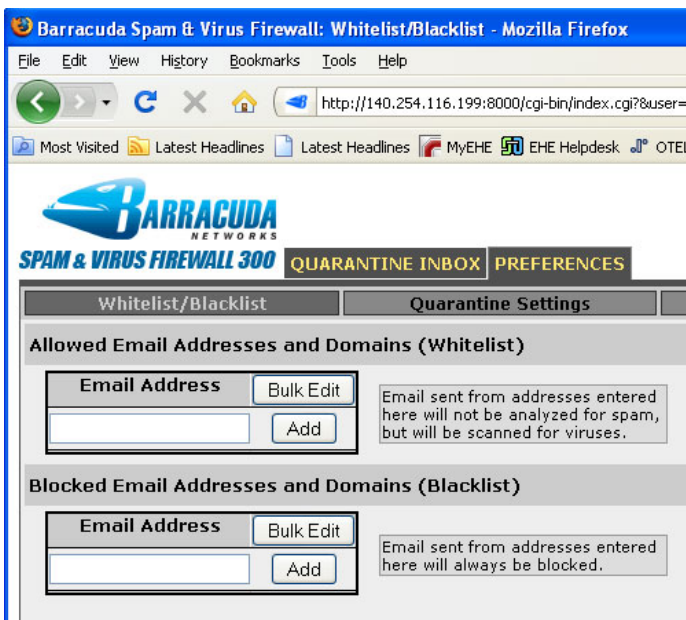 Barracuda Spam & Virus Firewall: Whitelist/Blacklist - Mozilla Firefox
File Edit View History Bookmarks Tools Help
http://140.254.116.199:8000/cgi-bin/index.cgi?&user=
Most Visited Latest Headlines Latest Headlines MyEHE EHE Helpdesk OTEL
BARRACUDA
NETWORKS
SPAM & VIRUS FIREWALL 300 QUARANTINE INBOX PREFERENCES
Whitelist/Blacklist Quarantine Settings
Allowed Email Addresses and Domains (Whitelist)
Email Address Bulk Edit
Add
Email sent from addresses entered
here will not be analyzed for spam,
but will be scanned for viruses.
Blocked Email Addresses and Domains (Blacklist)
Email Address Bulk Edit
Add
Email sent from addresses entered
here will always be blocked.